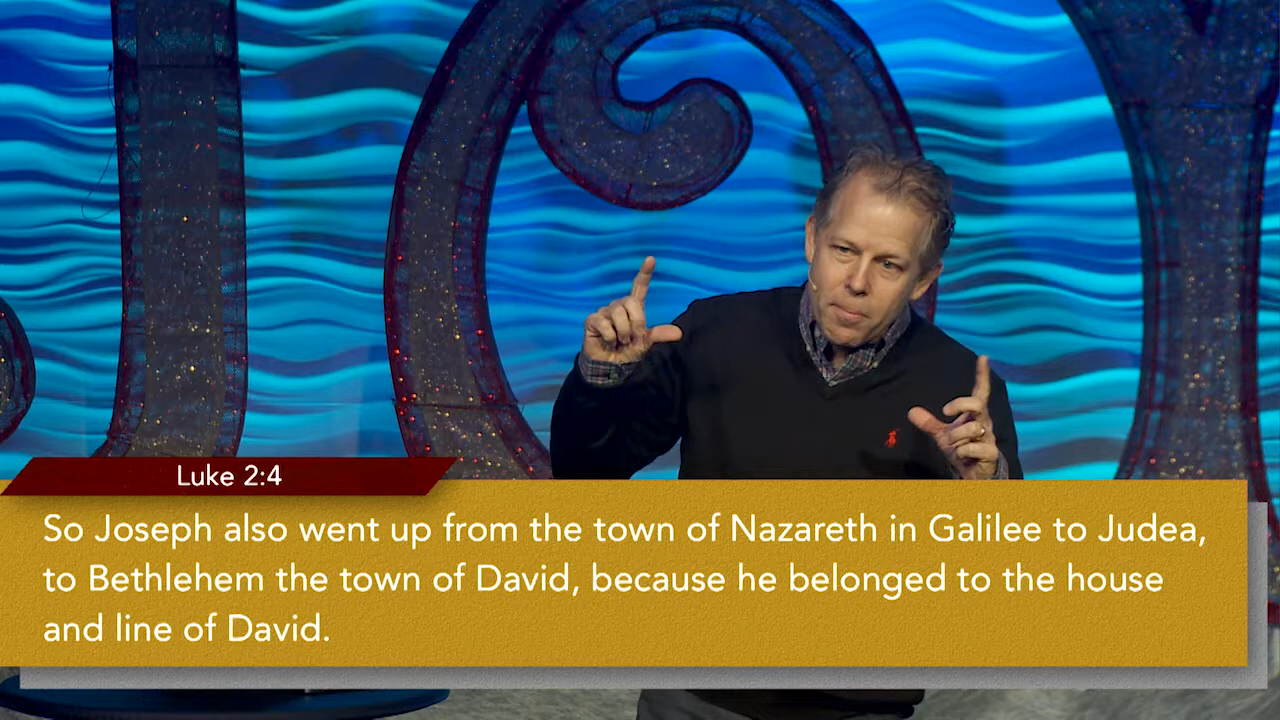 JOY
Luke 2:4
So Joseph also went up from the town of Nazareth in Galilee to Judea,
to Bethlehem the town of David, because he belonged to the house
and line of David.